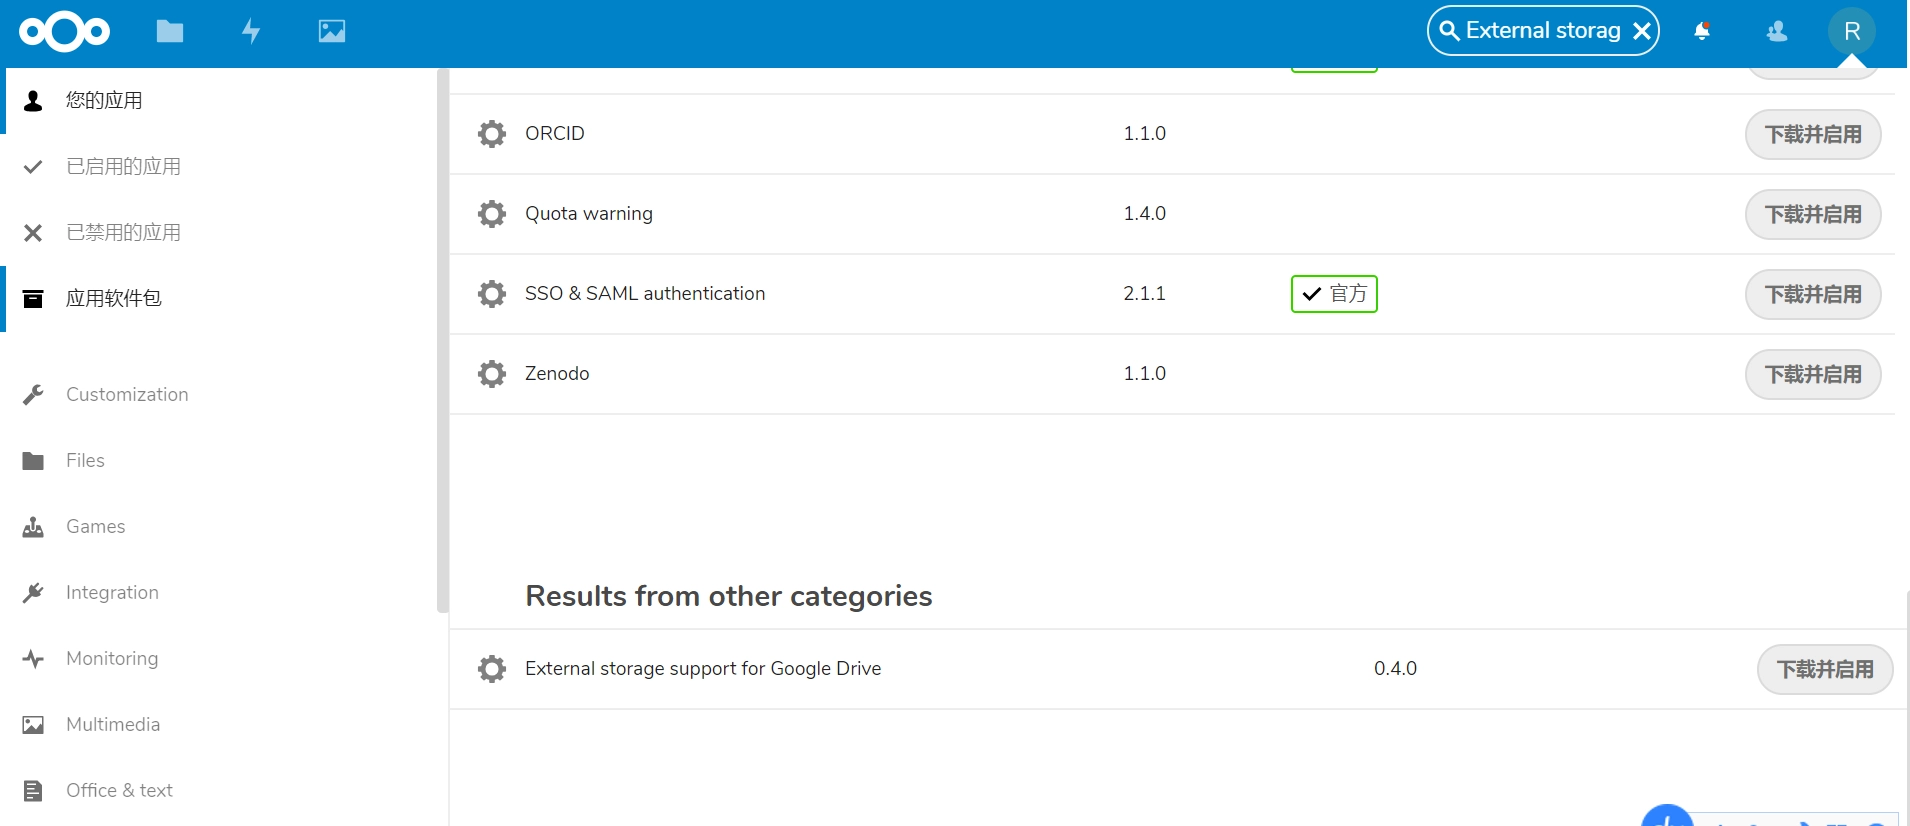 External storag
R
您的应用
已启用的应用
已禁用的应用
应用软件包
Customization
Files
Games
Integration
Monitoring
Multimedia
Office & text
ORCID 1.1.0 下载并启用
Quota warning 1.4.0 下载并启用
SSO & SAML authentication 2.1.1 官方 下载并启用
Zenodo 1.1.0 下载并启用
Results from other categories
External storage support for Google Drive 0.4.0 下载并启用